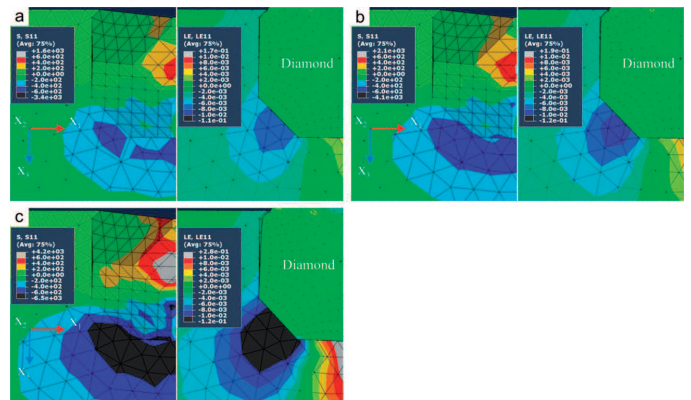 a
S, S11
(Avg: 75%)
+1.6e+03
+6.0e+02
+4.0e+02
+2.0e+02
+0.0e+00
-2.0e+02
-4.0e+02
-6.0e+02
-3.4e+03
LE, LE11
(Avg: 75%)
+1.7e-01
+1.0e-02
+8.0e-03
+6.0e-03
+4.0e-03
+2.0e-03
+0.0e+00
-2.0e-03
-4.0e-03
-6.0e-03
-8.0e-03
-1.0e-02
-1.1e-01
Diamond
X₂
X₁
b
S, S11
(Avg: 75%)
+2.1e+03
+6.0e+02
+4.0e+02
+2.0e+02
+0.0e+00
-2.0e+02
-4.0e+02
-6.0e+02
-4.1e+03
LE, LE11
(Avg: 75%)
+1.9e-01
+1.0e-02
+8.0e-03
+6.0e-03
+4.0e-03
+2.0e-03
+0.0e+00
-2.0e-03
-4.0e-03
-6.0e-03
-8.0e-03
-1.0e-02
-1.2e-01
Diamond
X₂
X₁
c
S, S11
(Avg: 75%)
+4.2e+03
+6.0e+02
+4.0e+02
+2.0e+02
+0.0e+00
-2.0e+02
-4.0e+02
-6.0e+02
-6.5e+03
LE, LE11
(Avg: 75%)
+2.8e-01
+1.0e-02
+8.0e-03
+6.0e-03
+4.0e-03
+2.0e-03
+0.0e+00
-2.0e-03
-4.0e-03
-6.0e-03
-8.0e-03
-1.0e-02
-1.2e-01
Diamond
X₂ X₁